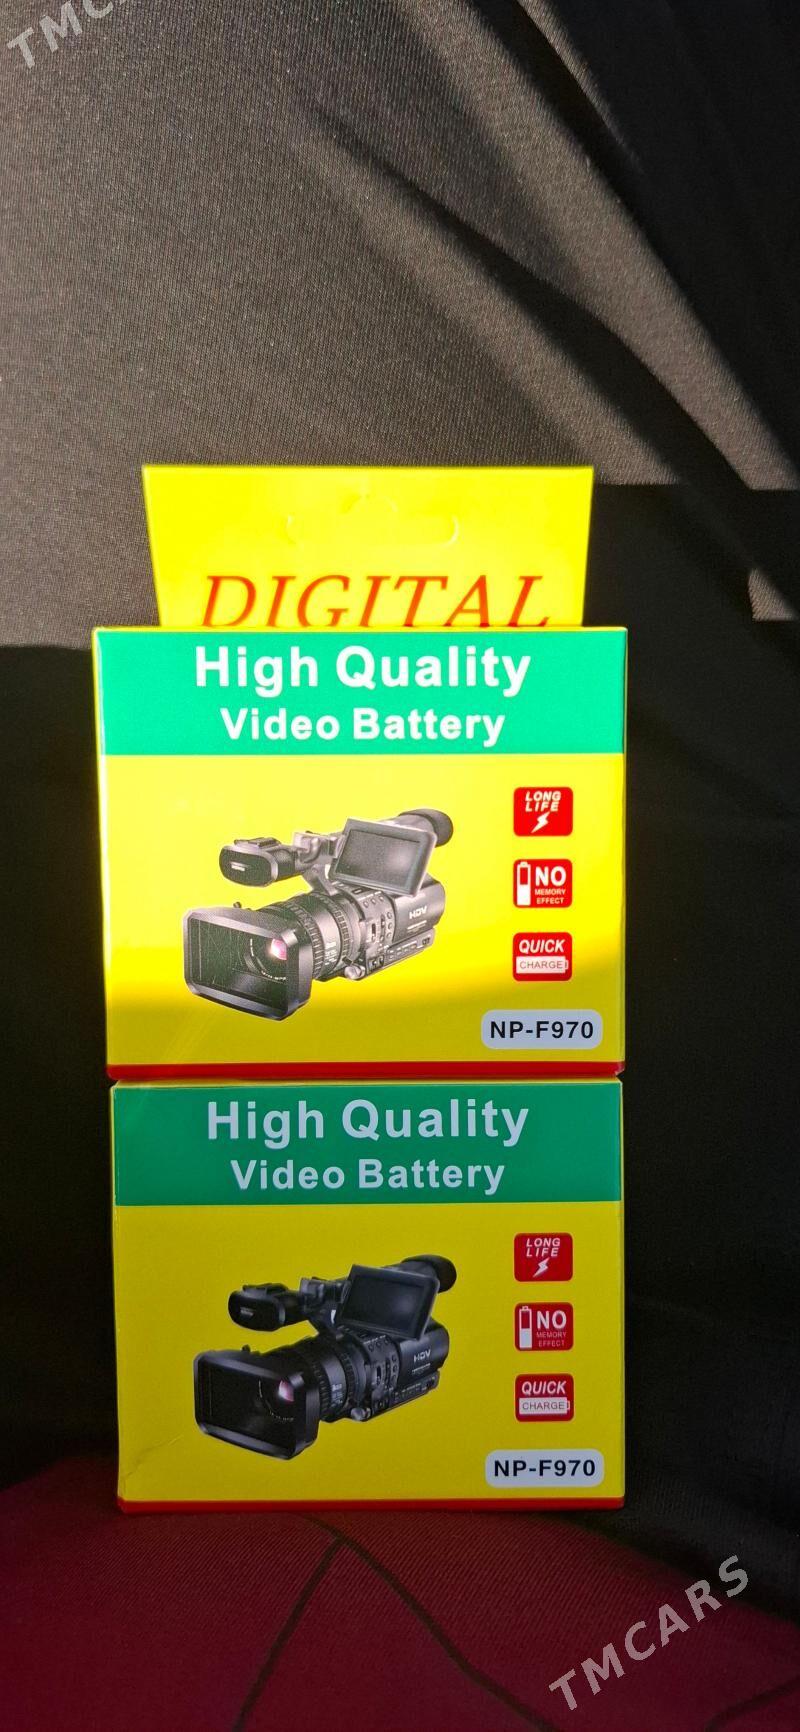 TMC
DIGITAL
High Quality
Video Battery
LONG
LIFE
NO
MEMORY
EFFECT
HDV
QUICK
CHARGE
NP-F970
High Quality
Video Battery
LONG
LIFE
NO
MEMORY
EFFECT
HDV
QUICK
CHARGE
NP-F970
TMCARS